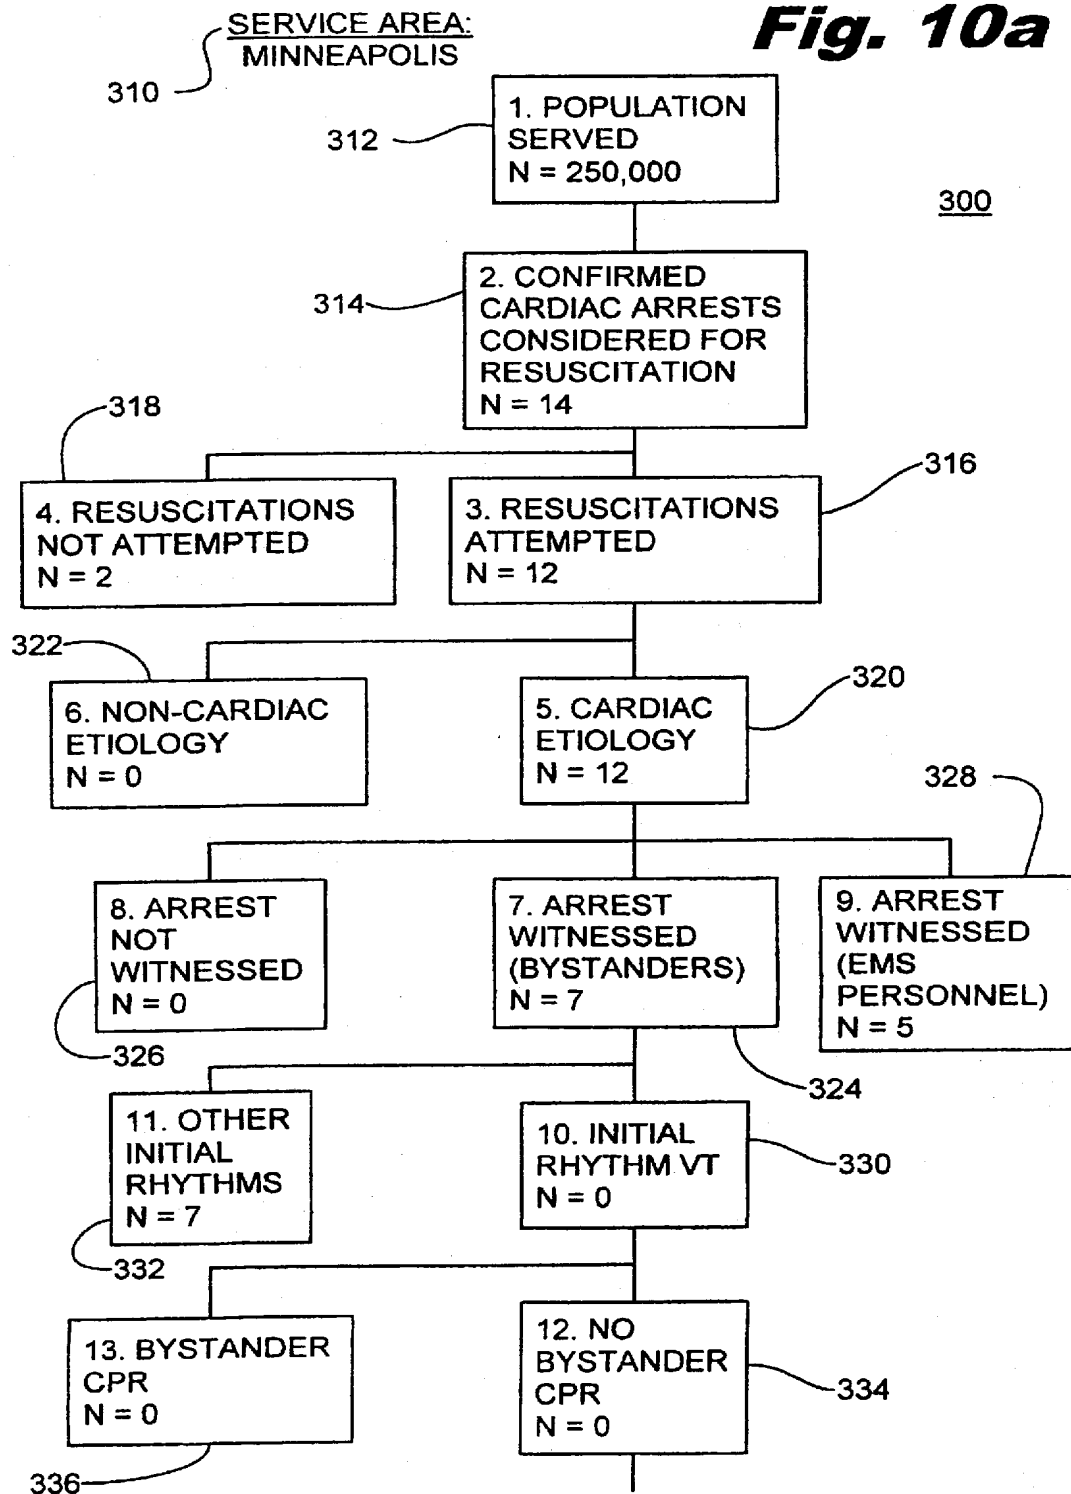 Fig. 10a
SERVICE AREA:
MINNEAPOLIS
310
1. POPULATION
SERVED
N = 250,000
312
300
2. CONFIRMED
CARDIAC ARRESTS
CONSIDERED FOR
RESUSCITATION
N = 14
314
318
316
4. RESUSCITATIONS
NOT ATTEMPTED
N = 2
3. RESUSCITATIONS
ATTEMPTED
N = 12
322
320
6. NON-CARDIAC
ETIOLOGY
N = 0
5. CARDIAC
ETIOLOGY
N = 12
328
8. ARREST
NOT
WITNESSED
N = 0
326
7. ARREST
WITNESSED
(BYSTANDERS)
N = 7
324
9. ARREST
WITNESSED
(EMS
PERSONNEL)
N = 5
11. OTHER
INITIAL
RHYTHMS
N = 7
332
10. INITIAL
RHYTHM VT
N = 0
330
13. BYSTANDER
CPR
N = 0
336
12. NO
BYSTANDER
CPR
N = 0
334